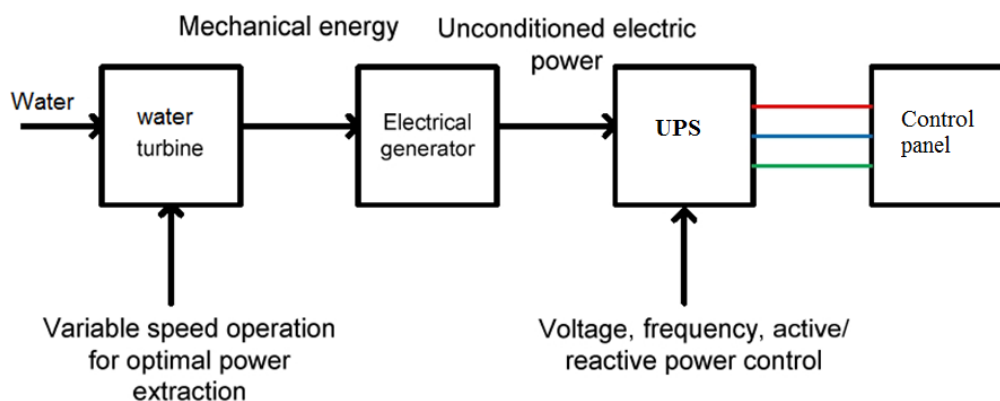 Mechanical energy
Unconditioned electric
power
Water
water
turbine
Electrical
generator
UPS
Control
panel
Variable speed operation
for optimal power
extraction
Voltage, frequency, active/
reactive power control